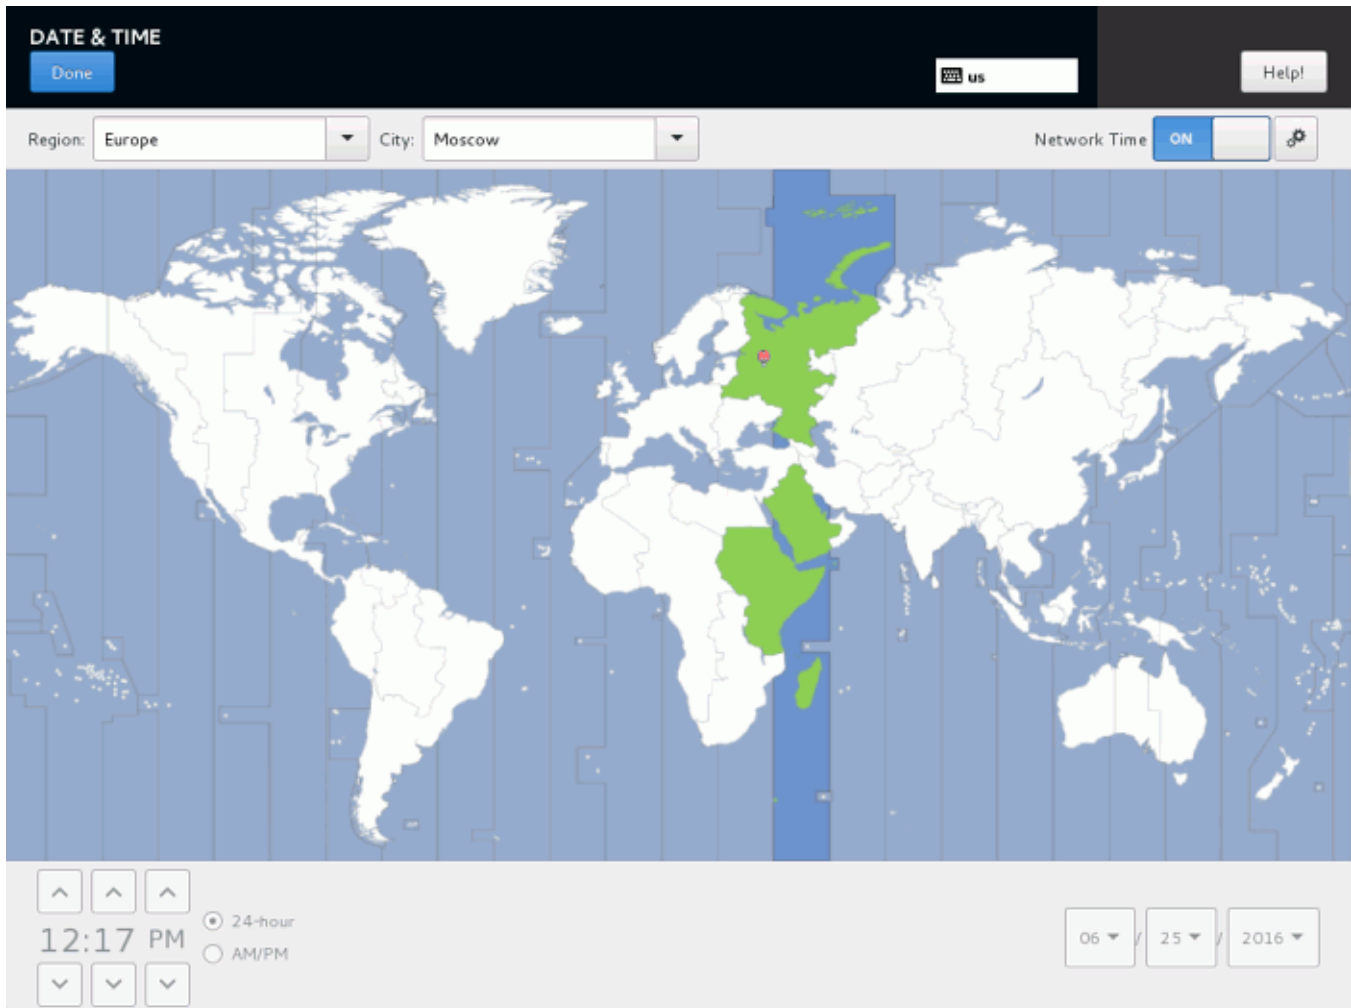 DATE & TIME
Done
us
Help!
Region: Europe City: Moscow Network Time ON
12:17 PM
24-hour
AM/PM
06 / 25 / 2016